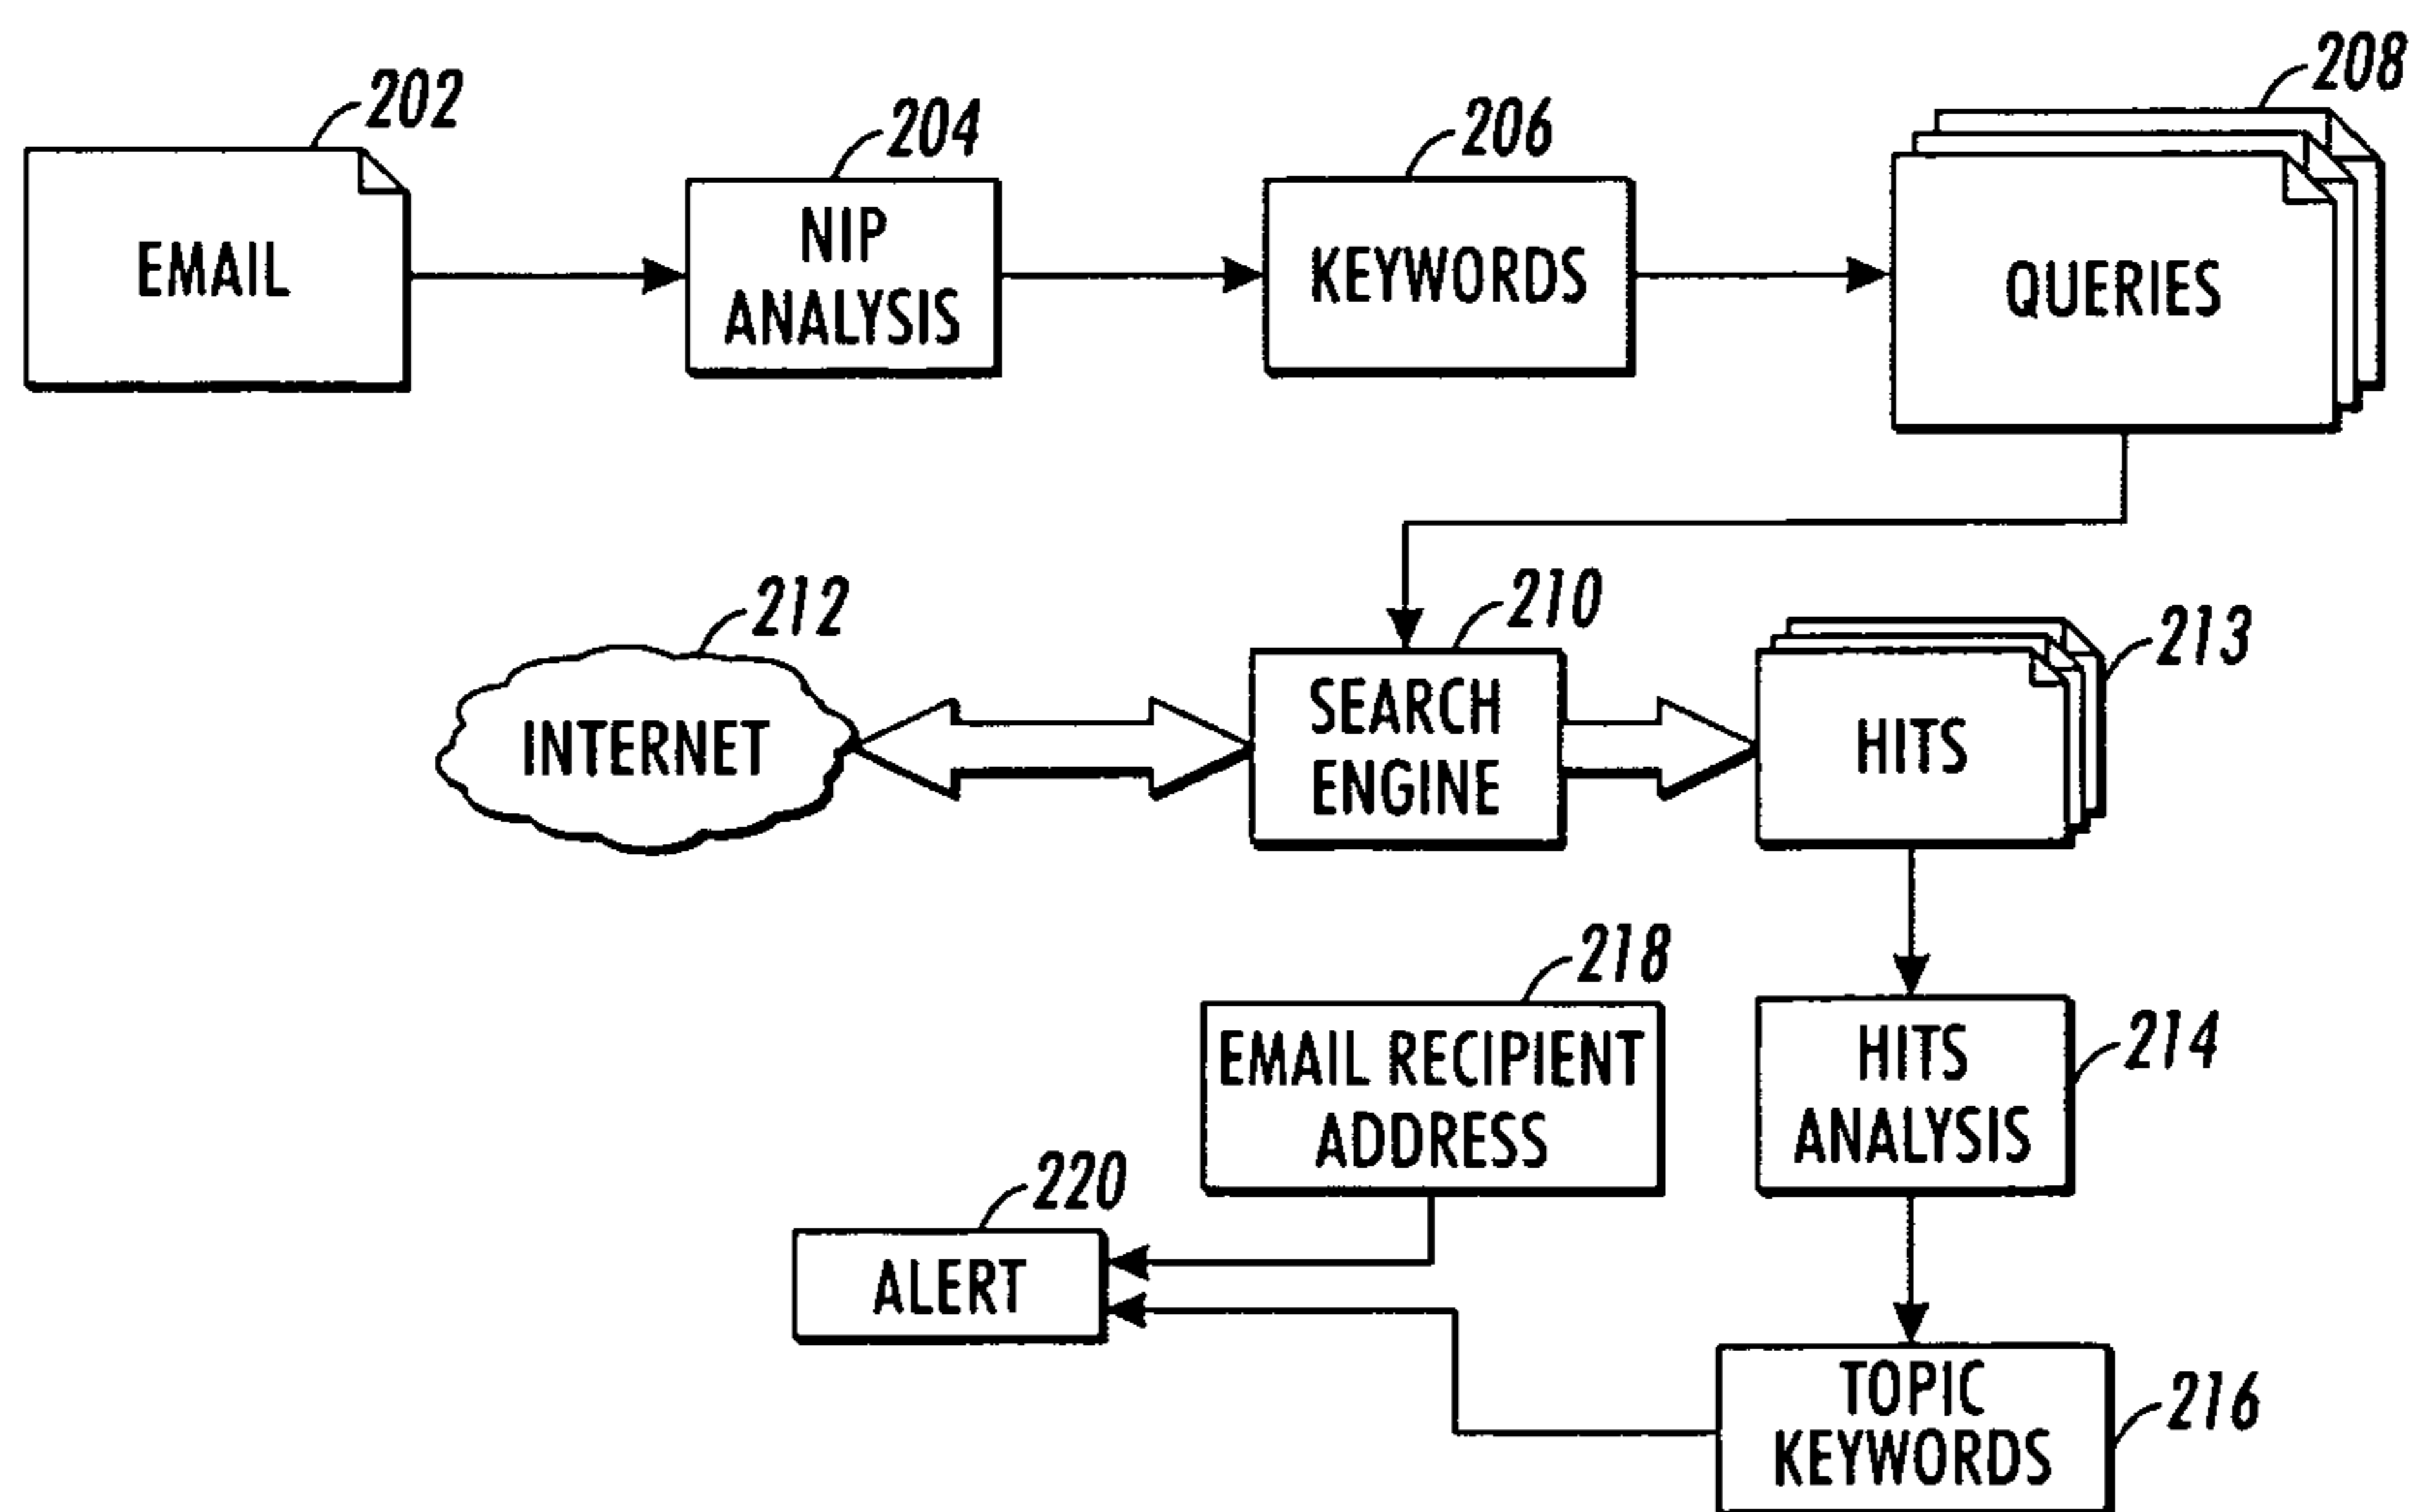 202
204
206
208
EMAIL
NIP
ANALYSIS
KEYWORDS
QUERIES
212
210
213
INTERNET
SEARCH
ENGINE
HITS
218
214
EMAIL RECIPIENT
ADDRESS
HITS
ANALYSIS
220
ALERT
216
TOPIC
KEYWORDS